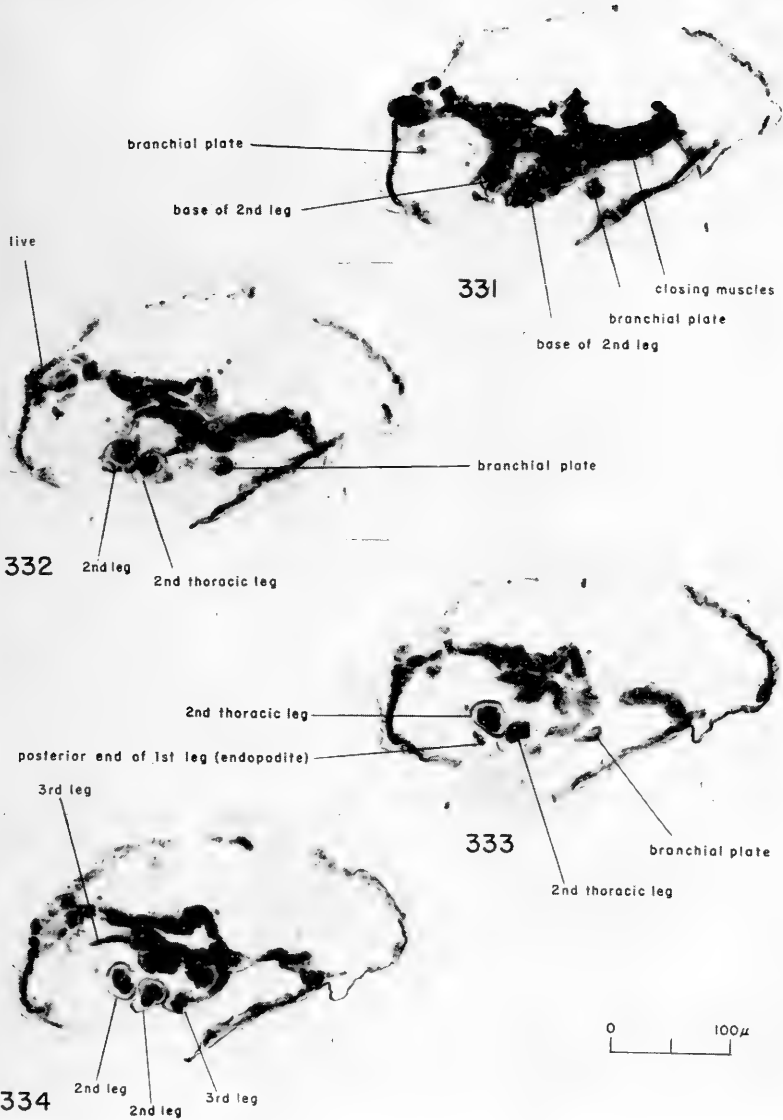 branchial plate
base of 2nd leg
331
closing muscles
branchial plate
base of 2nd leg
live
branchial plate
332
2nd leg
2nd thoracic leg
2nd thoracic leg
posterior end of 1st leg (endopodite)
333
branchial plate
2nd thoracic leg
3rd leg
334
2nd leg
2nd leg
3rd leg
0 100μ